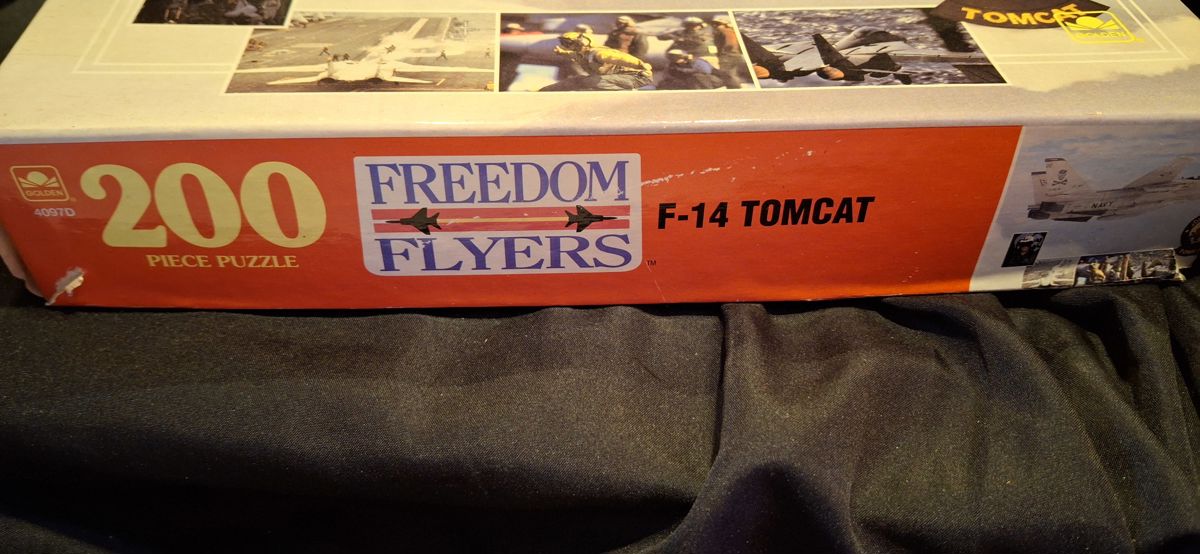 TOMCAT
GOLDEN
GOLDEN
4097D
200
PIECE PUZZLE
FREEDOM
FLYERS
TM
F-14 TOMCAT
NAVY